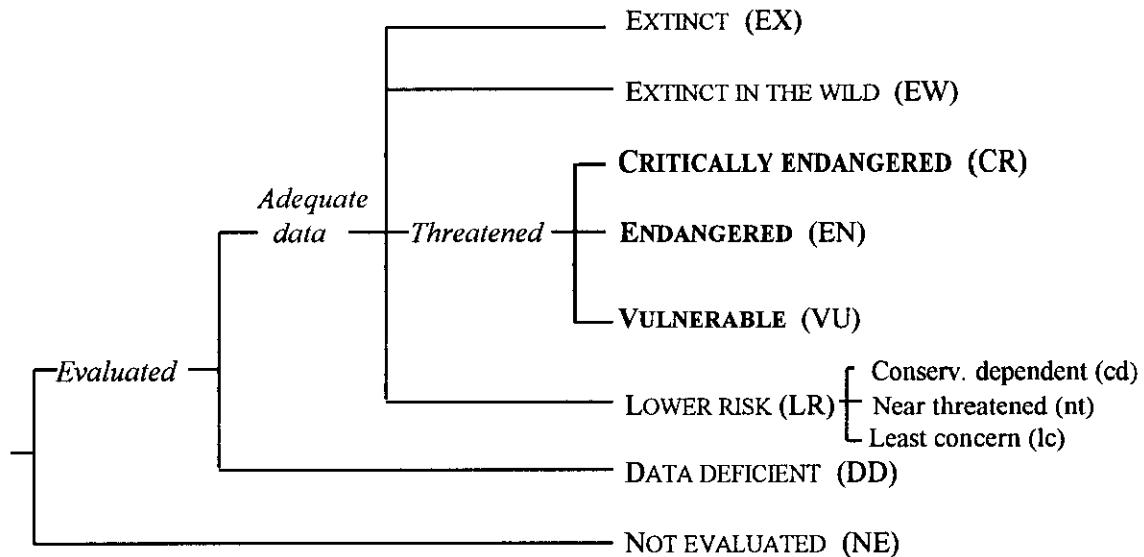 EXTINCT (EX)
EXTINCT IN THE WILD (EW)
CRITICALLY ENDANGERED (CR)
Adequate
data
Threatened
ENDANGERED (EN)
VULNERABLE (VU)
Evaluated
Conserv. dependent (cd)
LOWER RISK (LR)
Near threatened (nt)
Least concern (lc)
DATA DEFICIENT (DD)
NOT EVALUATED (NE)